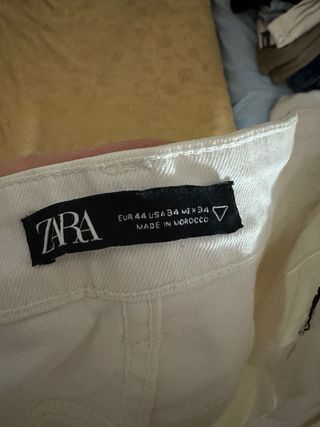 ZARA
EUR 44 USA 34 MEX 34
MADE IN MOROCCO